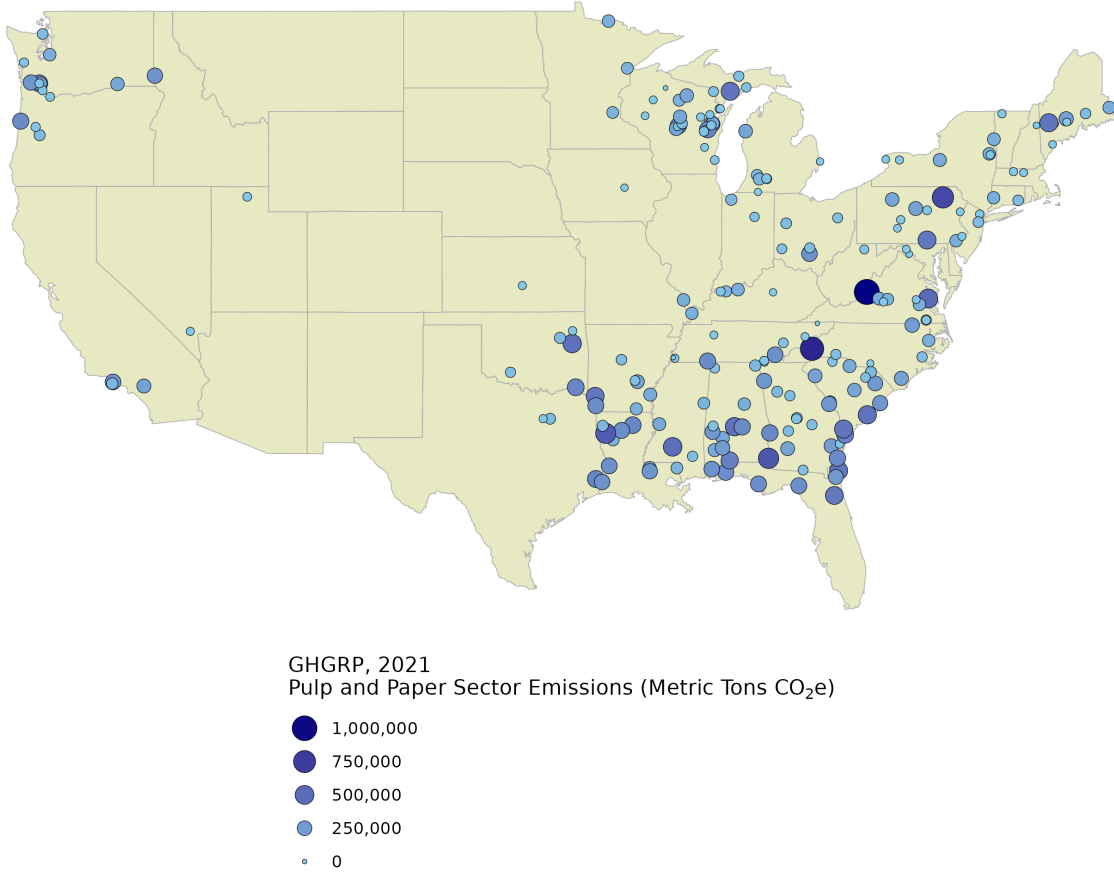 GHGRP, 2021
Pulp and Paper Sector Emissions (Metric Tons CO₂e)
1,000,000
750,000
500,000
250,000
0